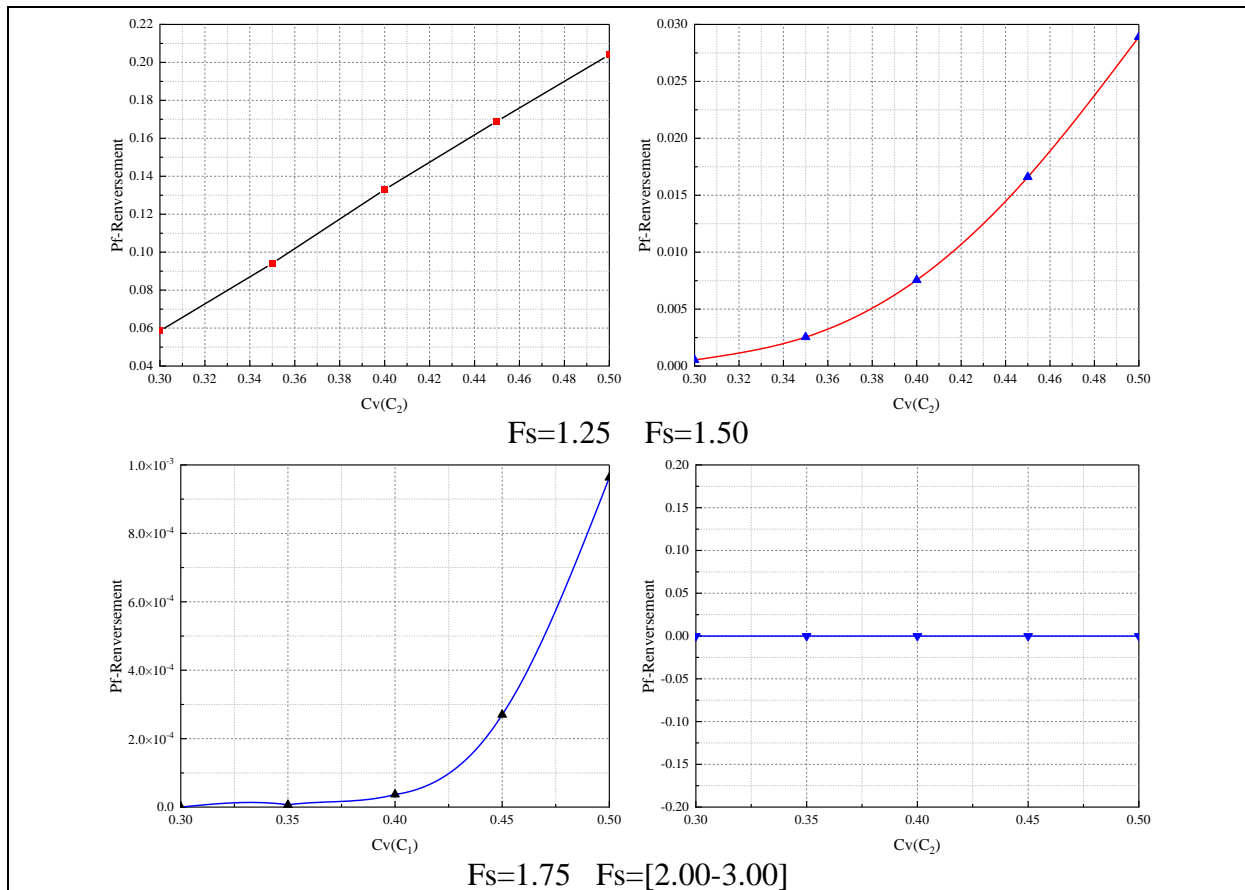 0.22
0.20
0.18
0.16
0.14
0.12
0.10
0.08
0.06
0.04
Pf-Renversement
0.30 0.32 0.34 0.36 0.38 0.40 0.42 0.44 0.46 0.48 0.50
Cv(C₂)
0.030
0.025
0.020
0.015
0.010
0.005
0.000
Pf-Renversement
0.30 0.32 0.34 0.36 0.38 0.40 0.42 0.44 0.46 0.48 0.50
Cv(C₂)
Fs=1.25 Fs=1.50
1.0×10⁻³
8.0×10⁻⁴
6.0×10⁻⁴
4.0×10⁻⁴
2.0×10⁻⁴
0.0
Pf-Renversement
0.30 0.35 0.40 0.45 0.50
Cv(C₁)
0.20
0.15
0.10
0.05
0.00
-0.05
-0.10
-0.15
-0.20
Pf-Renversement
0.30 0.35 0.40 0.45 0.50
Cv(C₂)
Fs=1.75 Fs=[2.00-3.00]